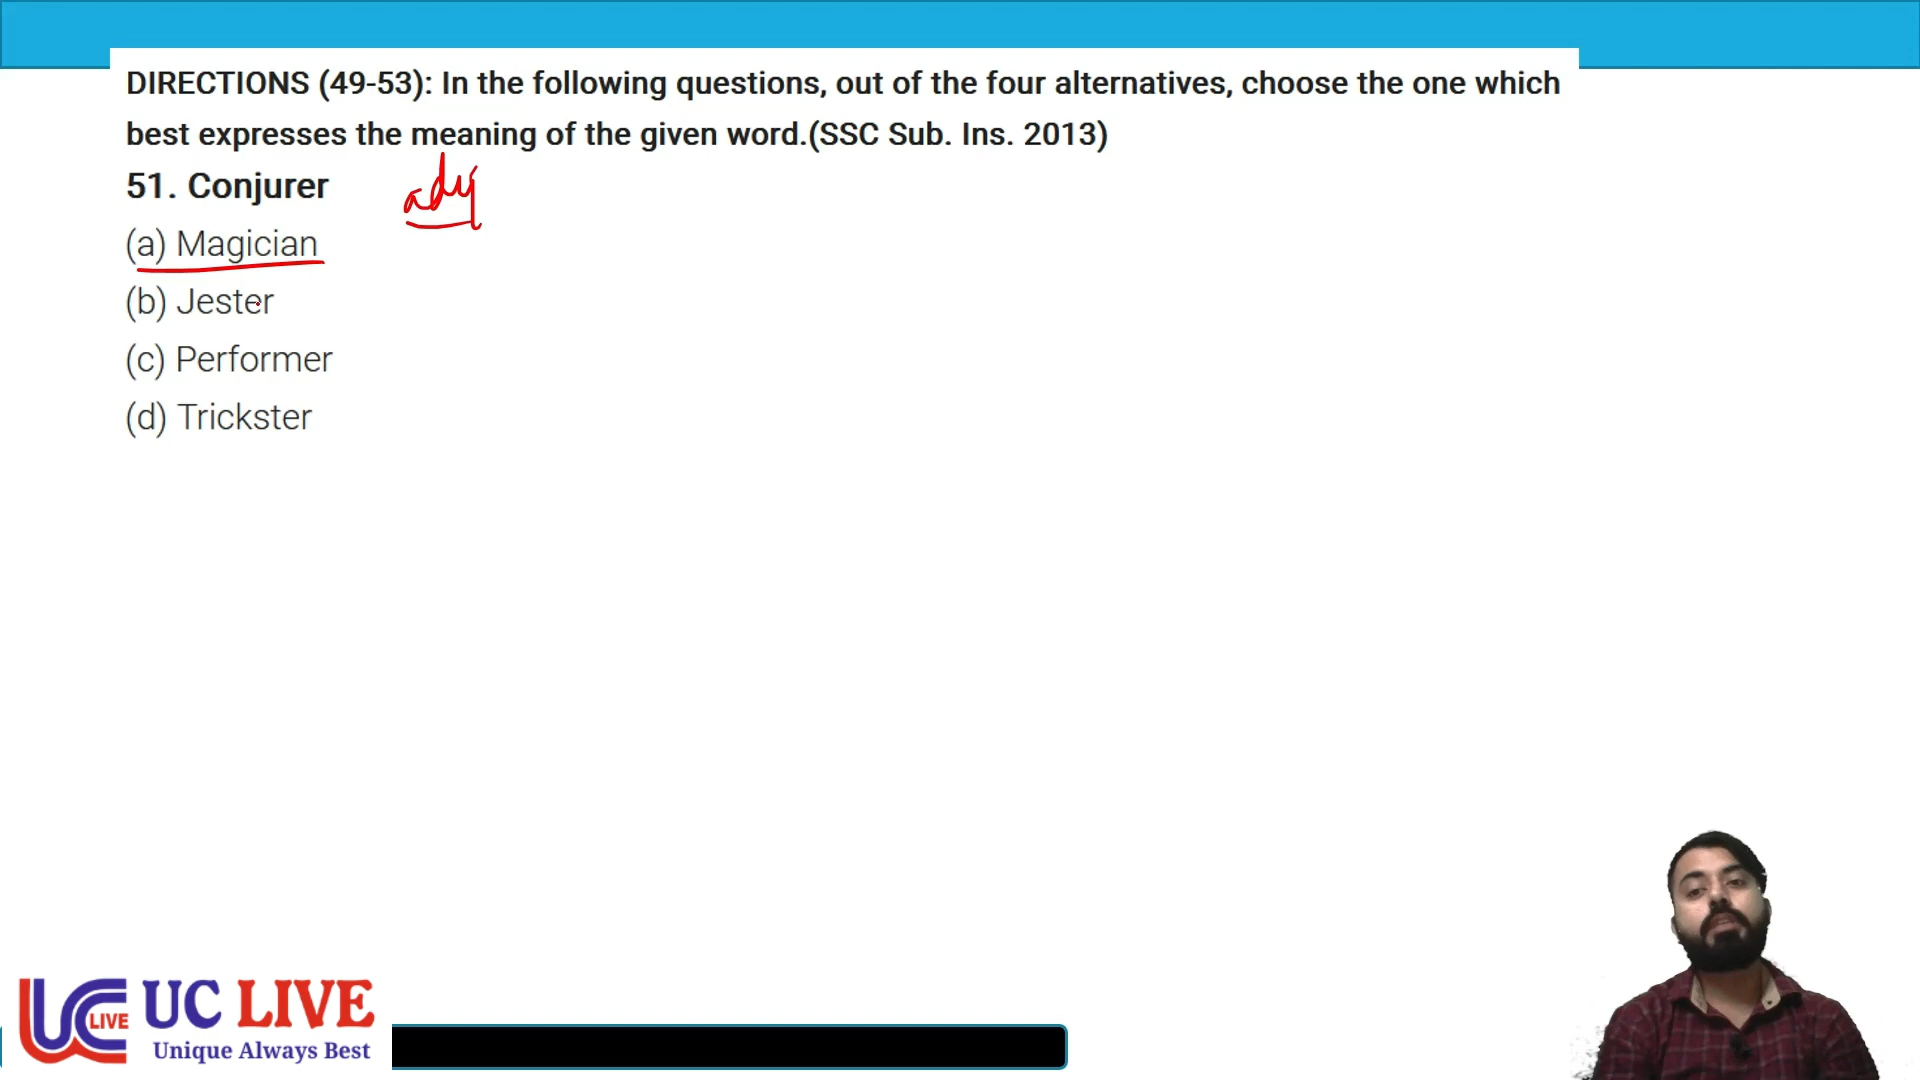 DIRECTIONS (49-53): In the following questions, out of the four alternatives, choose the one which
best expresses the meaning of the given word.(SSC Sub. Ins. 2013)
51. Conjurer
adj
(a) Magician
(b) Jester
(c) Performer
(d) Trickster
UC LIVE
LIVE
Unique Always Best